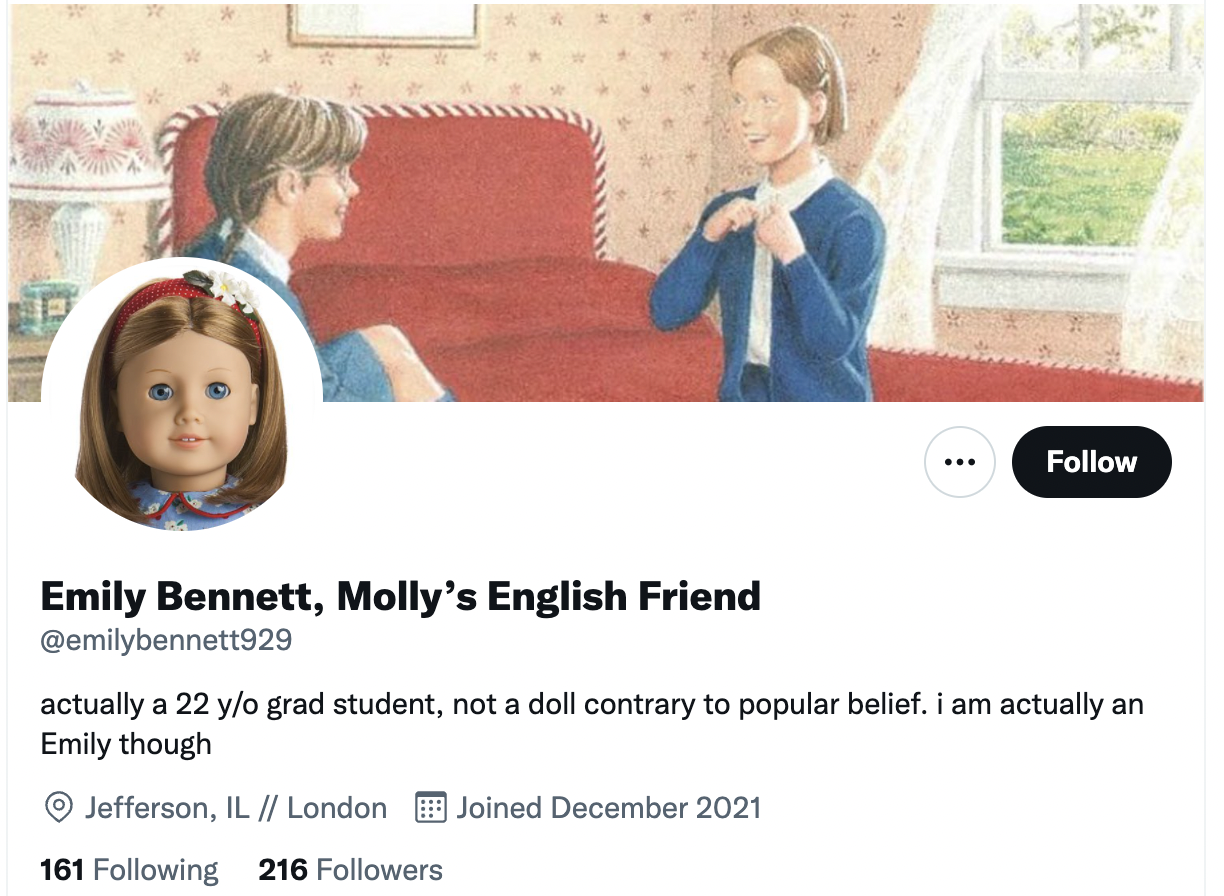 Follow
Emily Bennett, Molly’s English Friend
@emilybennett929
actually a 22 y/o grad student, not a doll contrary to popular belief. i am actually an
Emily though
Jefferson, IL // London Joined December 2021
161 Following 216 Followers